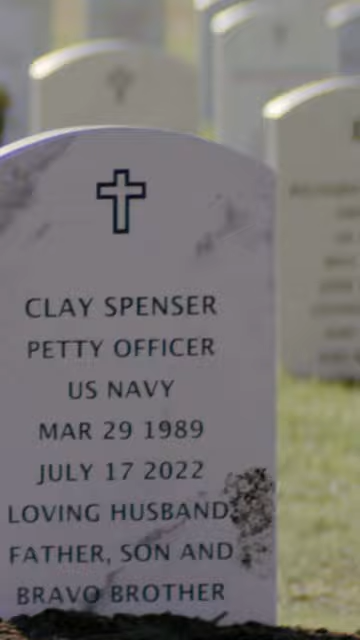 CLAY SPENSER
PETTY OFFICER
US NAVY
MAR 29 1989
JULY 17 2022
LOVING HUSBAND,
FATHER, SON AND
BRAVO BROTHER